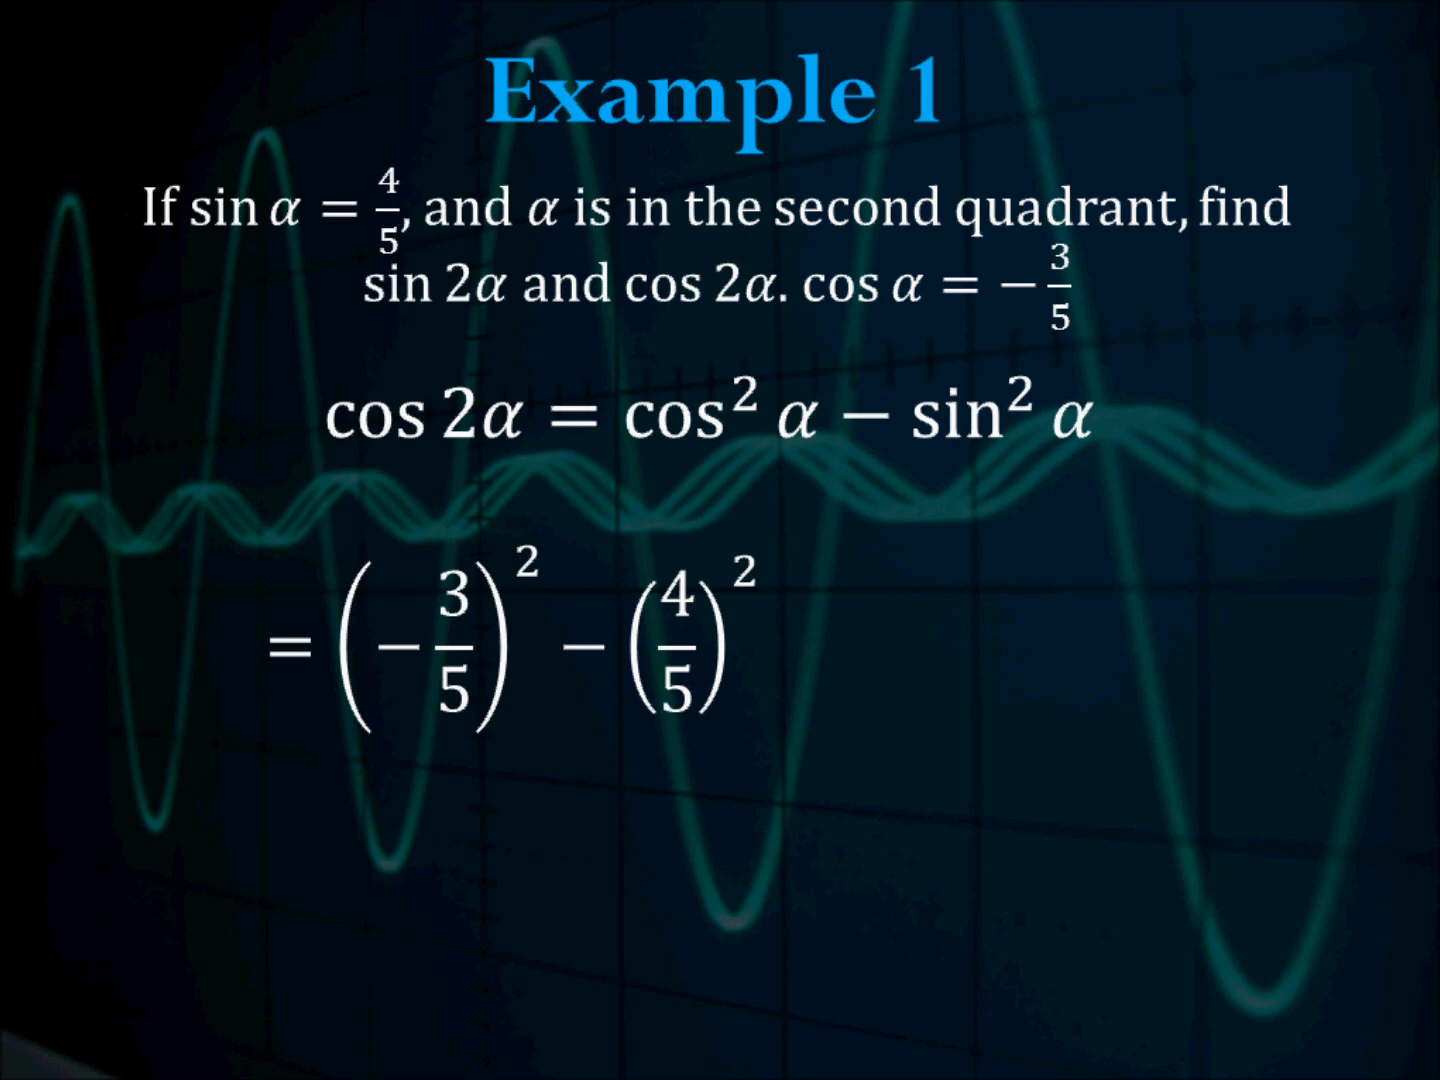 Example 1
If sin α = 4/5, and α is in the second quadrant, find
sin 2α and cos 2α. cos α = −3/5
cos 2α = cos² α − sin² α
= (−3/5)² − (4/5)²